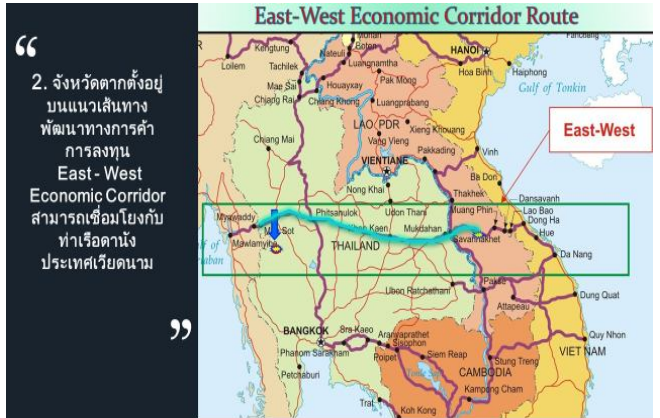 East-West Economic Corridor Route
“
2. จังหวัดตากตั้งอยู่
บนแนวเส้นทาง
พัฒนาทางการค้า
การลงทุน
East - West
Economic Corridor
สามารถเชื่อมโยงกับ
ท่าเรือดานัง
ประเทศเวียดนาม
”
Kengtung
Loilem
Tachilek
Mae Sai
Chiang Rai
Nateuil
Boten
Luangnamtha
Houayxay
Chiang Khong
Pak Mong
Luangprabang
HANOI
Hoa Binh
Haiphong
Gulf of Tonkin
LAO PDR
Xieng Khouang
Vang Vieng
Chiang Mai
VIENTIANE
Pakkading
Vinh
East-West
Nong Khai
Ba Don
Thakhek
Dansavanh
Udon Thani
Muang Phin
Lao Bao
Dong Ha
Myawaddy
Phitsanulok
Mukdahan
Savannakhet
Hue
Mawlamyine
THAILAND
Da Nang
Pakse
Ubon Ratchathani
Attapeu
Dung Quat
BANGKOK
Sra Kaeo
Aranyaprathet
Sisophon
Phanom Sarakham
Poipet
Siem Reap
Stung Treng
Quy Nhon
VIET NAM
CAMBODIA
Petchaburi
Kampong Cham
Trat
Koh Kong